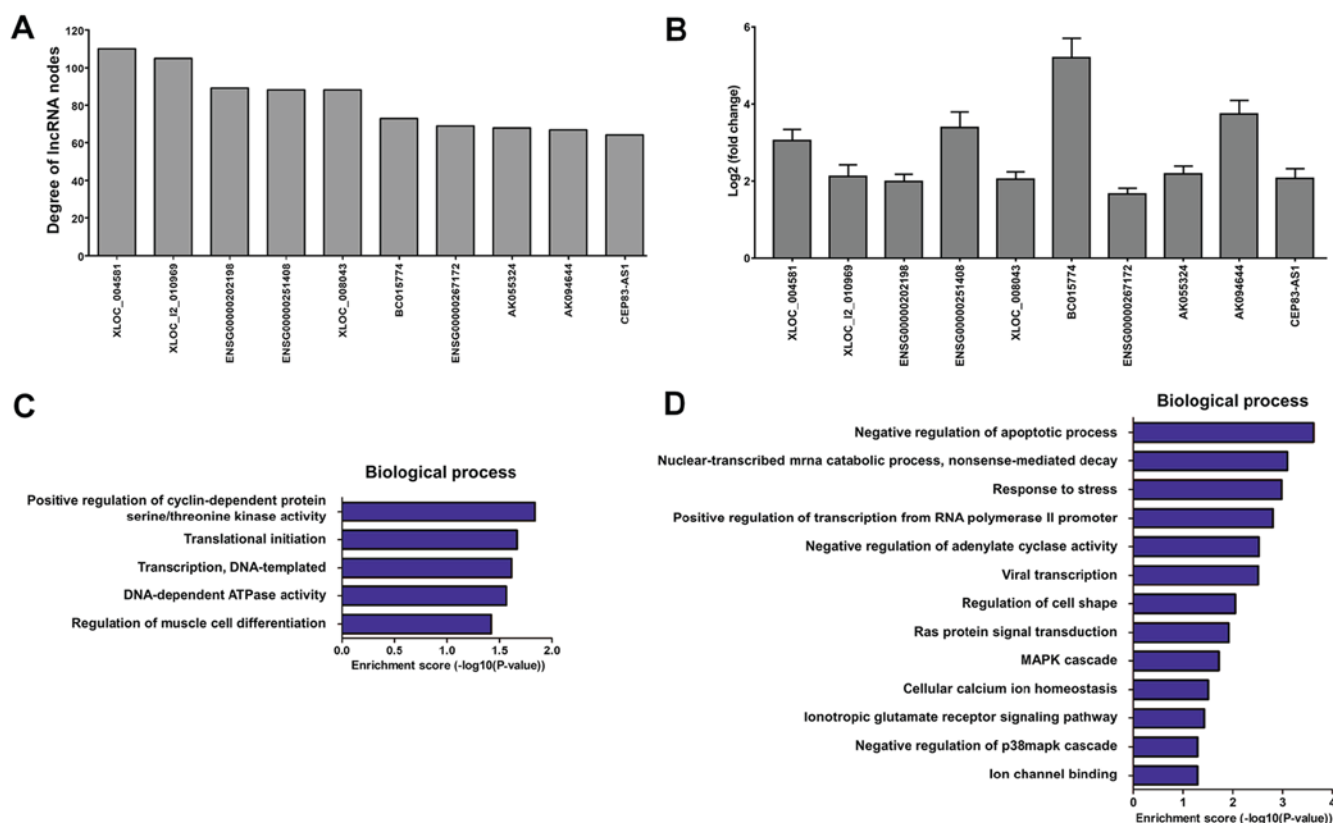 A
Degree of lncRNA nodes
120
100
80
60
40
20
0
XLOC_004581
XLOC_I2_010969
ENSG00000202198
ENSG00000251408
XLOC_008043
BC015774
ENSG00000267172
AK055324
AK094644
CEP83-AS1
B
Log2 (fold change)
6
4
2
0
XLOC_004581
XLOC_I2_010969
ENSG00000202198
ENSG00000251408
XLOC_008043
BC015774
ENSG00000267172
AK055324
AK094644
CEP83-AS1
C
Biological process
Positive regulation of cyclin-dependent protein
serine/threonine kinase activity
Translational initiation
Transcription, DNA-templated
DNA-dependent ATPase activity
Regulation of muscle cell differentiation
0.0 0.5 1.0 1.5 2.0
Enrichment score (-log10(P-value))
D
Biological process
Negative regulation of apoptotic process
Nuclear-transcribed mrna catabolic process, nonsense-mediated decay
Response to stress
Positive regulation of transcription from RNA polymerase II promoter
Negative regulation of adenylate cyclase activity
Viral transcription
Regulation of cell shape
Ras protein signal transduction
MAPK cascade
Cellular calcium ion homeostasis
Ionotropic glutamate receptor signaling pathway
Negative regulation of p38mapk cascade
Ion channel binding
0 1 2 3 4
Enrichment score (-log10(P-value))